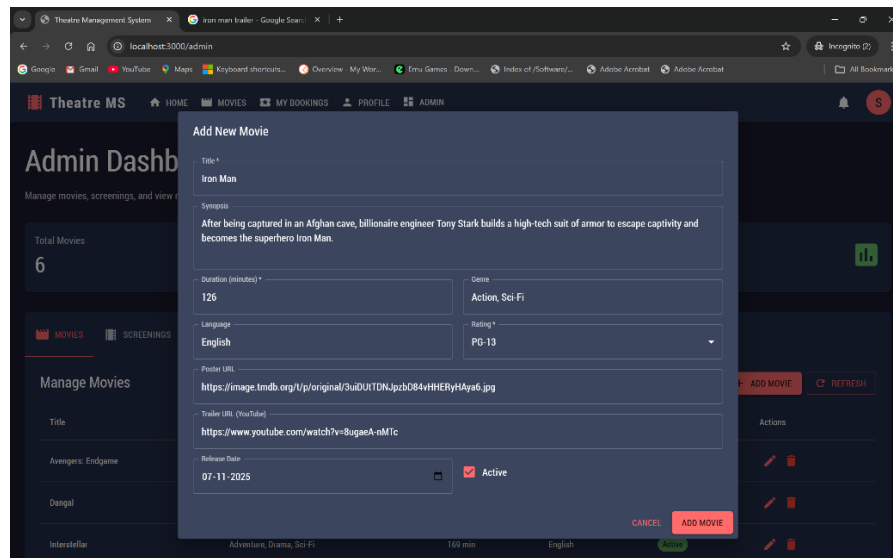 Theatre Management System
iron man trailer - Google Searc
localhost:3000/admin
Incognito (2)
Google Gmail YouTube Maps Keyboard shortcuts... Overview - My Wor... Emu Games - Down... Index of /Software/... Adobe Acrobat Adobe Acrobat All Bookmark
Theatre MS HOME MOVIES MY BOOKINGS PROFILE ADMIN S
Add New Movie
Admin Dashb
Manage movies, screenings, and view r
Title *
Iron Man
Synopsis
After being captured in an Afghan cave, billionaire engineer Tony Stark builds a high-tech suit of armor to escape captivity and
becomes the superhero Iron Man.
Total Movies
6
Duration (minutes) *
126
Genre
Action, Sci-Fi
Language
English
Rating *
PG-13
MOVIES SCREENINGS
Poster URL
https://image.tmdb.org/t/p/original/3uiDUtTDNJpzbD84vHHERyHAya6.jpg
Manage Movies
ADD MOVIE REFRESH
Trailer URL (YouTube)
https://www.youtube.com/watch?v=8ugaeA-nMTc
Title Actions
Release Date
07-11-2025
Active
Avengers: Endgame
Dangal
CANCEL ADD MOVIE
Interstellar Adventure, Drama, Sci-Fi 169 min English Active